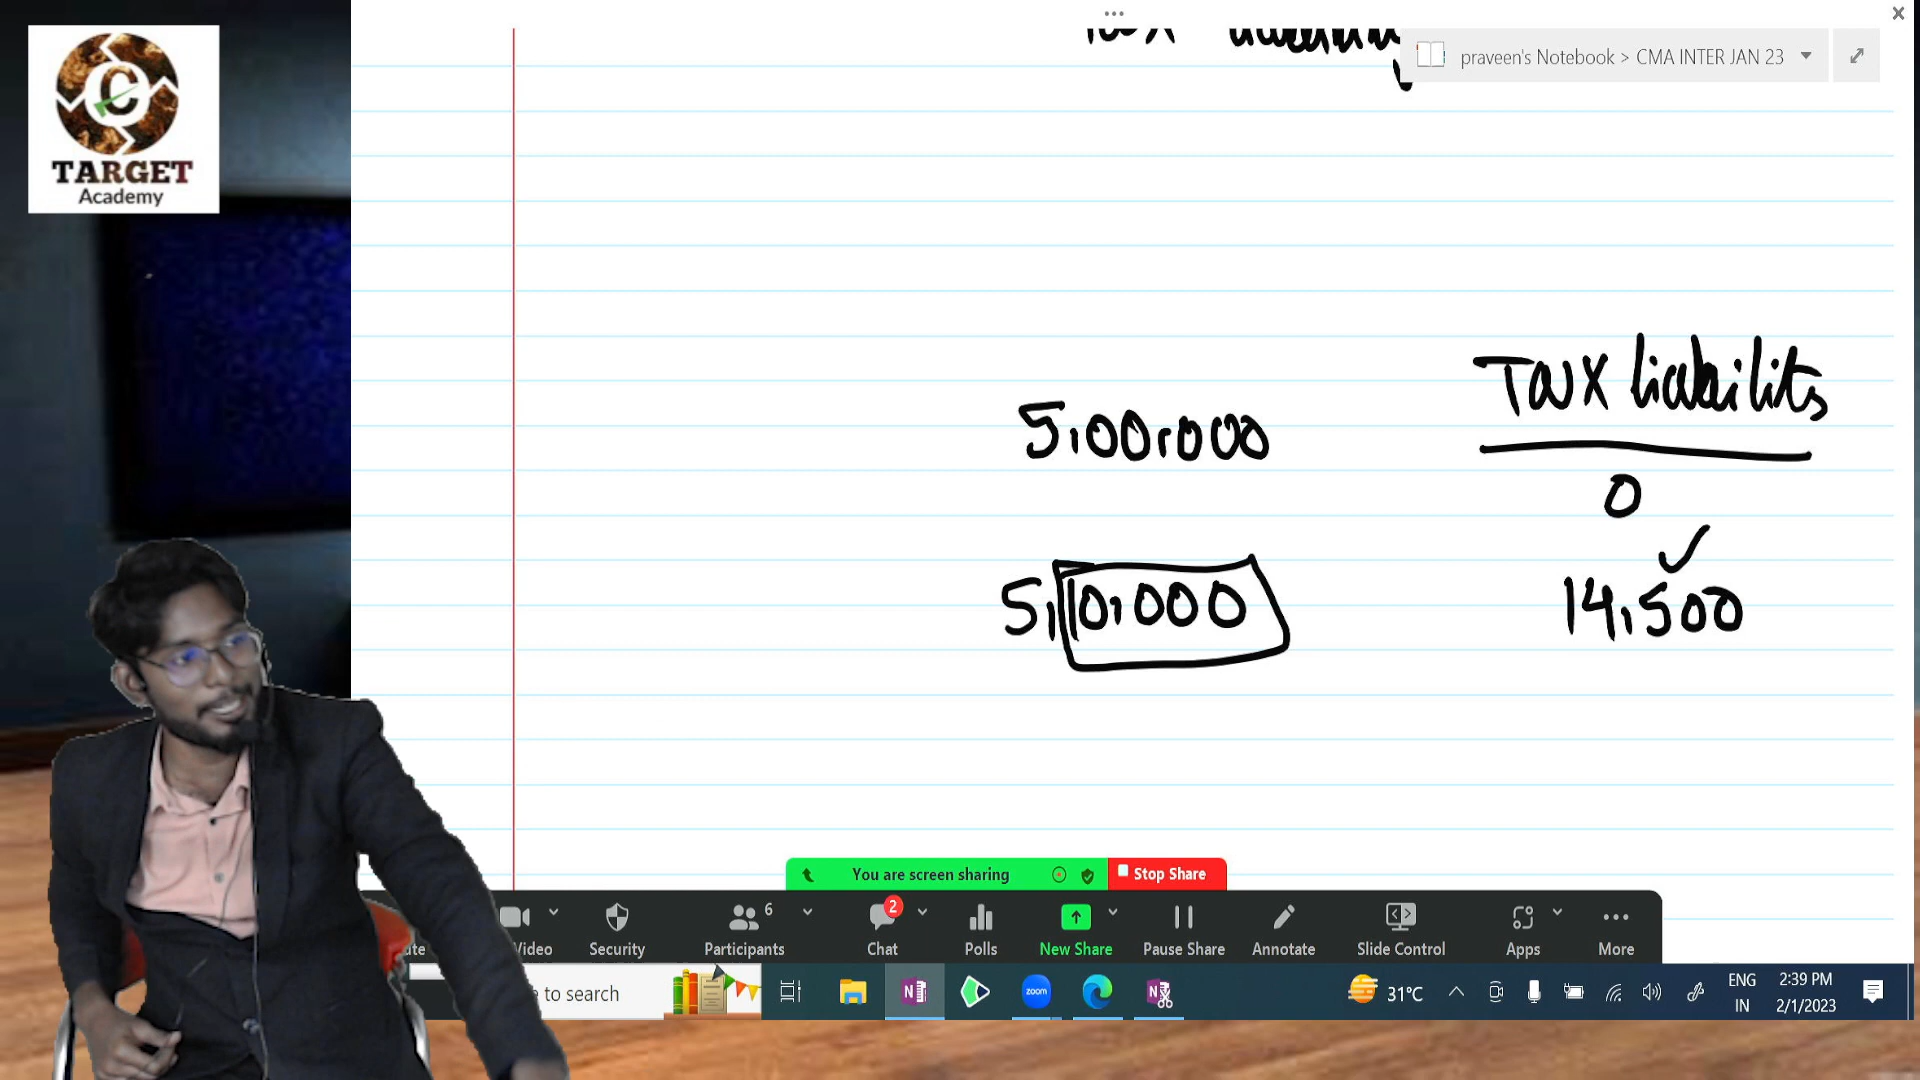 TARGET
Academy
praveen's Notebook > CMA INTER JAN 23
Tax liability
5,00,000
0
5,10,000
14,500
You are screen sharing
Stop Share
Video
Security
Participants
6
Chat
2
Polls
New Share
Pause Share
Annotate
Slide Control
Apps
More
to search
zoom
31°C
ENG
IN
2:39 PM
2/1/2023